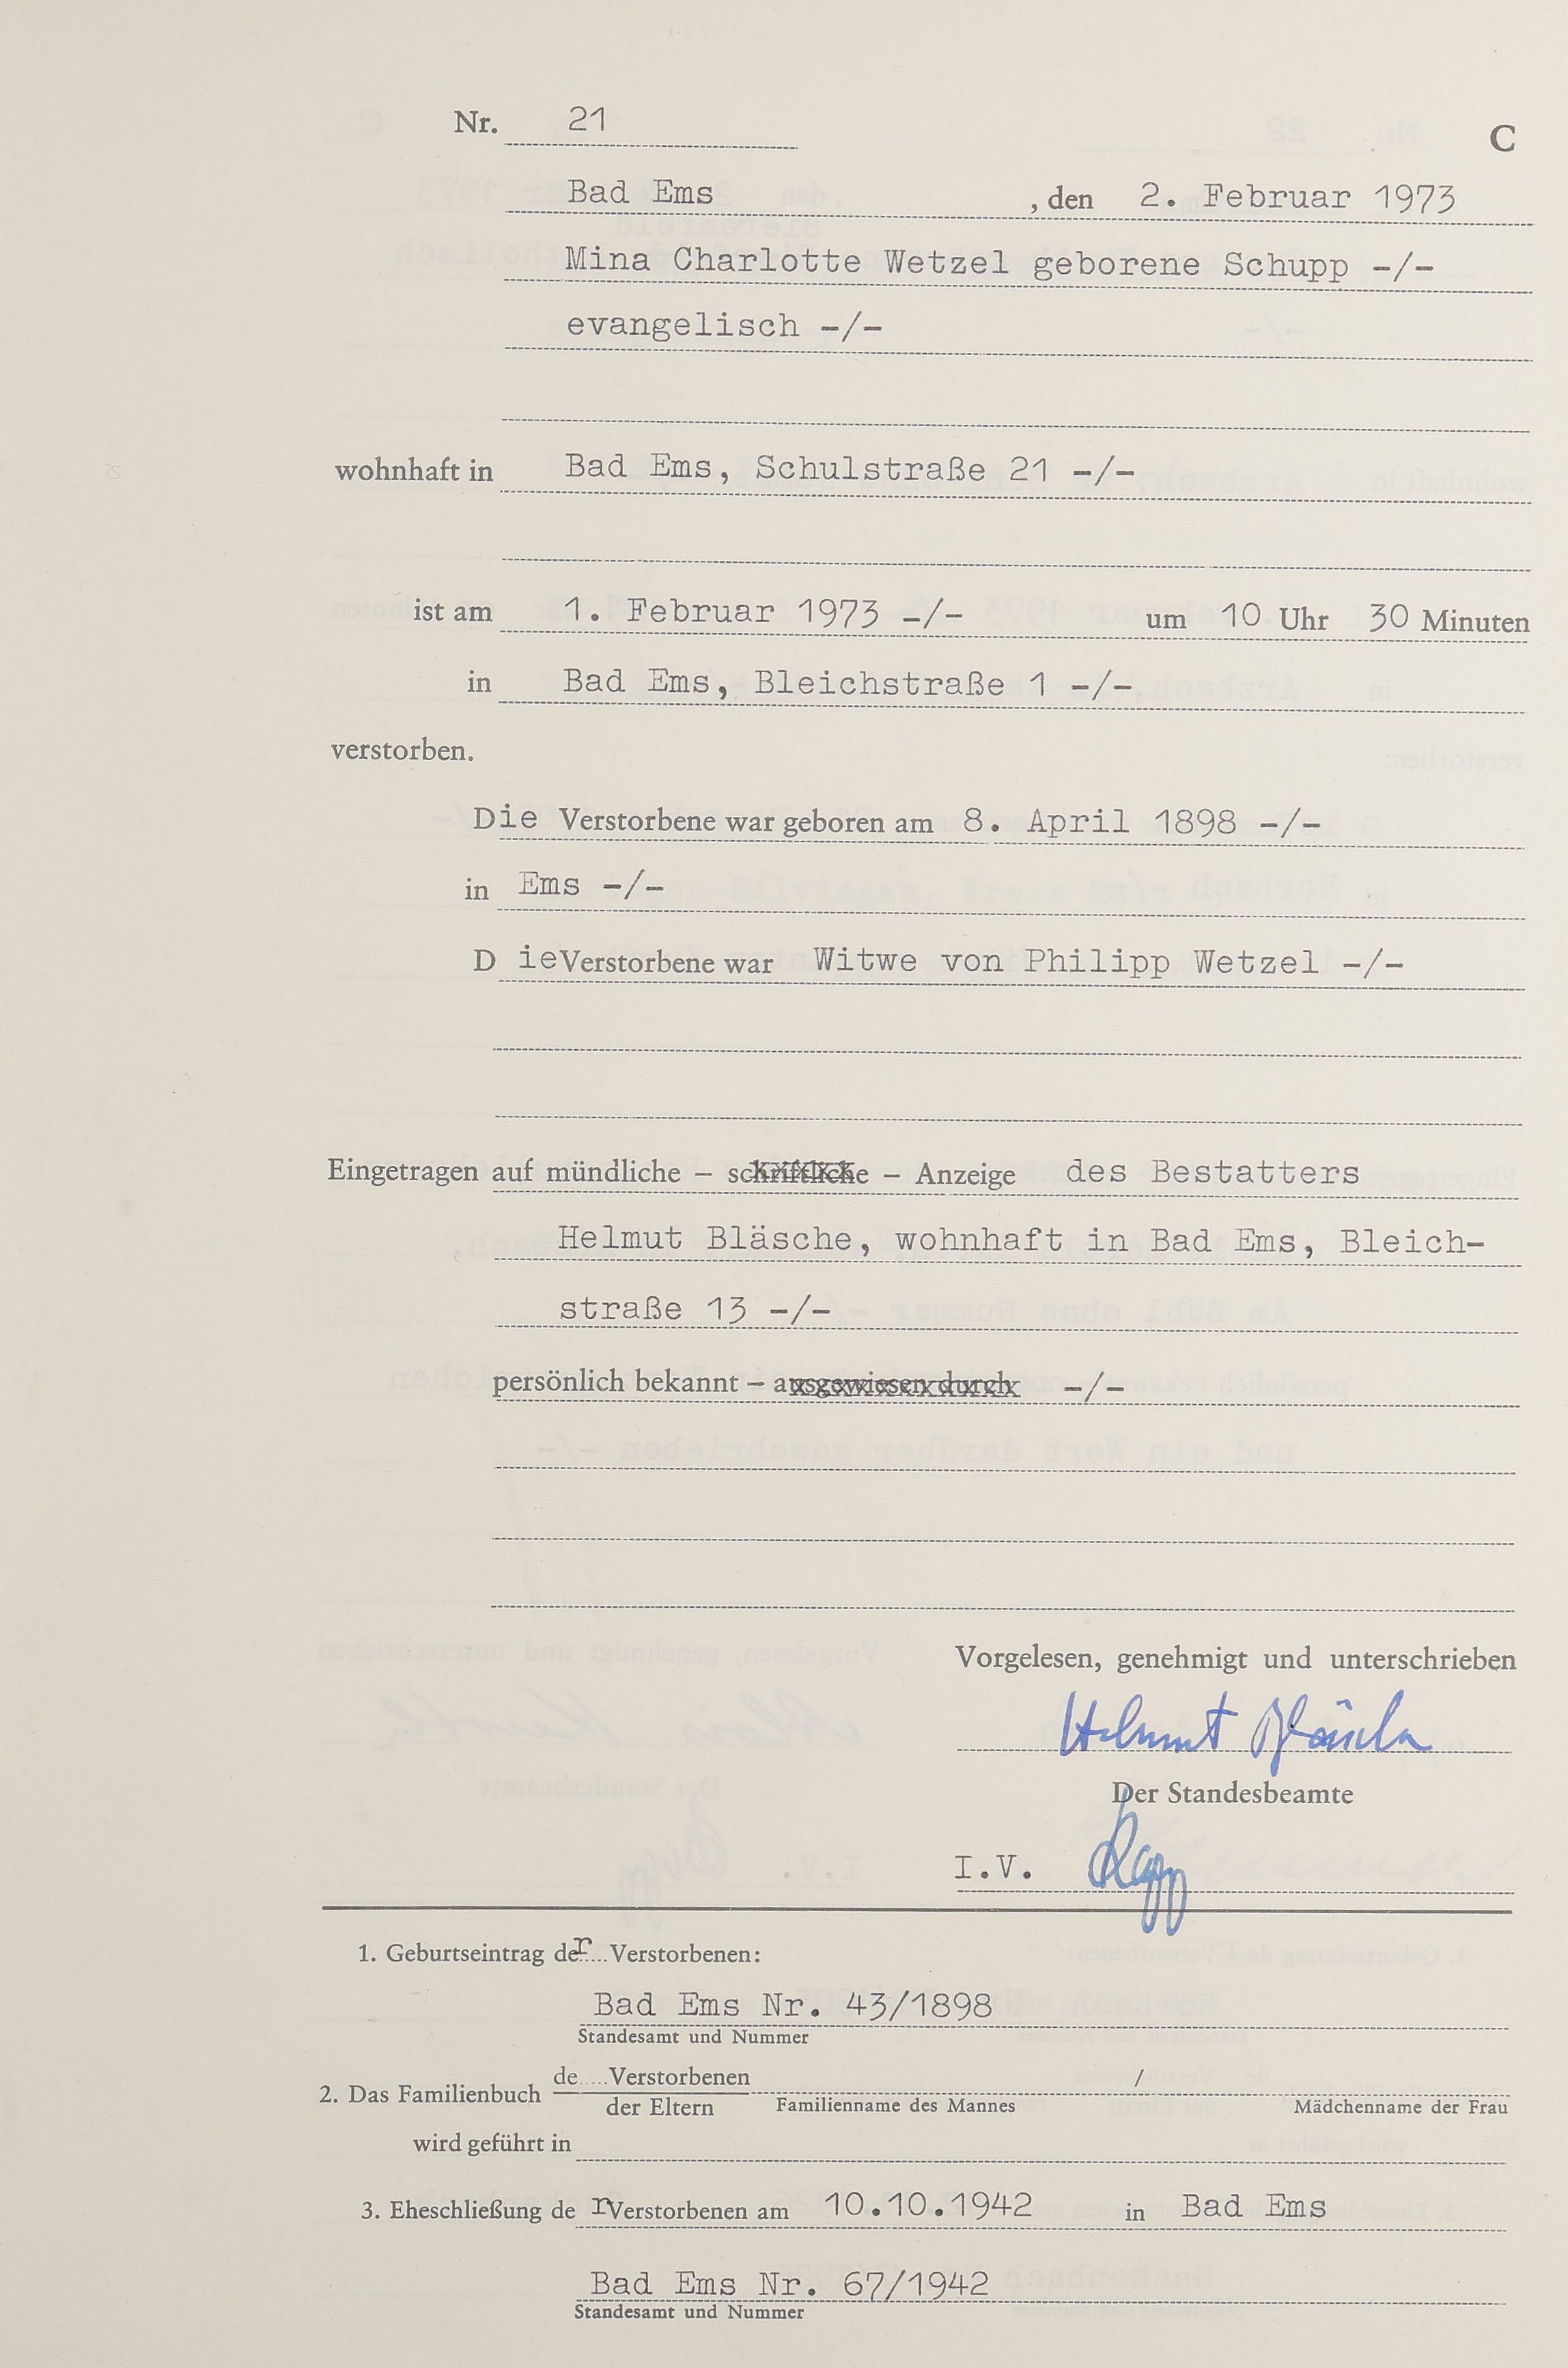 Nr. 21
C
Bad Ems , den 2. Februar 1973
Mina Charlotte Wetzel geborene Schupp -/-
evangelisch -/-
wohnhaft in Bad Ems, Schulstraße 21 -/-
ist am 1. Februar 1973 -/- um 10 Uhr 30 Minuten
in Bad Ems, Bleichstraße 1 -/-
verstorben.
Die Verstorbene war geboren am 8. April 1898 -/-
in Ems -/-
Die Verstorbene war Witwe von Philipp Wetzel -/-
Eingetragen auf mündliche – schriftliche – Anzeige des Bestatters
Helmut Bläsche, wohnhaft in Bad Ems, Bleich-
straße 13 -/-
persönlich bekannt – ausgewiesen durch -/-
Vorgelesen, genehmigt und unterschrieben
Helmut Bläsche
Der Standesbeamte
I.V.
1. Geburtseintrag der Verstorbenen:
Bad Ems Nr. 43/1898
Standesamt und Nummer
2. Das Familienbuch de....Verstorbenen /
der Eltern Familienname des Mannes Mädchenname der Frau
wird geführt in
3. Eheschließung der Verstorbenen am 10.10.1942 in Bad Ems
Bad Ems Nr. 67/1942
Standesamt und Nummer